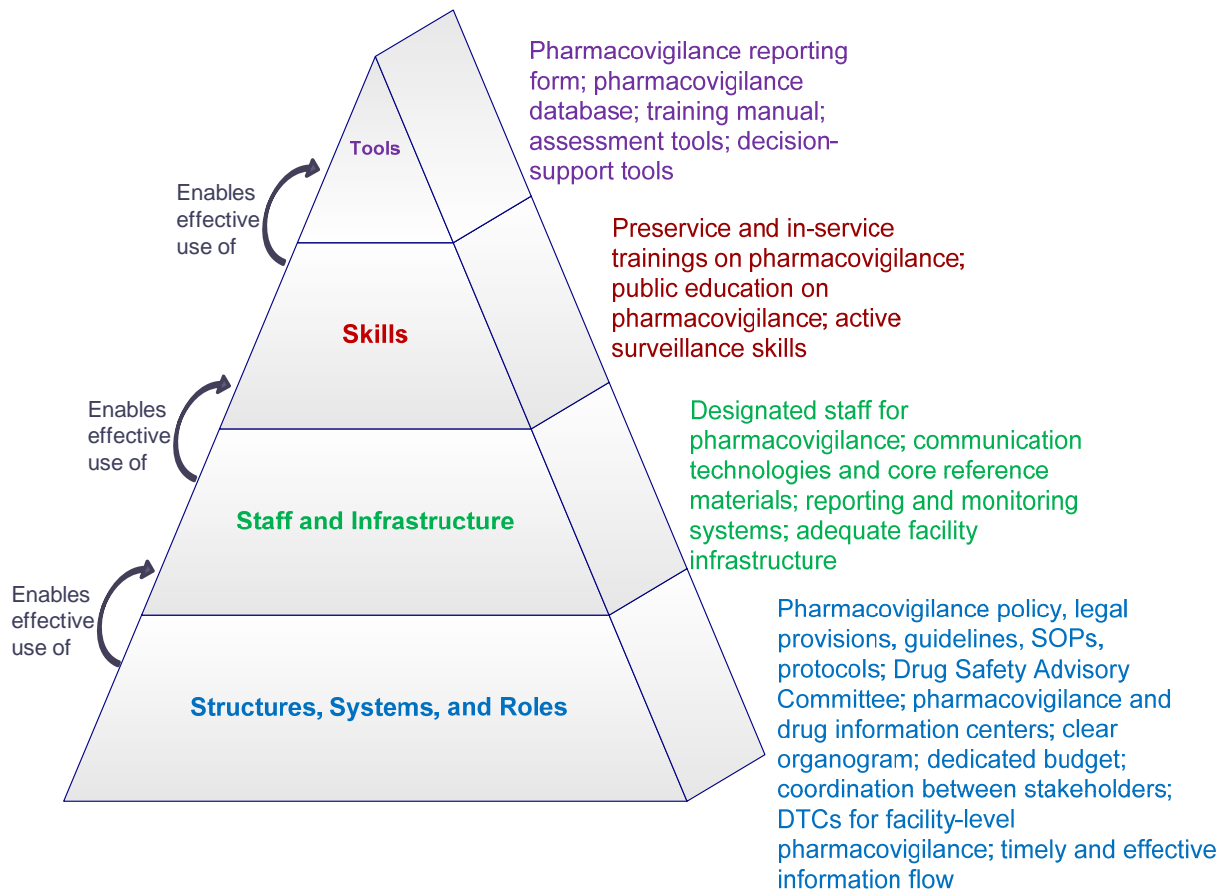 Pharmacovigilance reporting
form; pharmacovigilance
database; training manual;
assessment tools; decision-
support tools
Tools
Enables
effective
use of
Preservice and in-service
trainings on pharmacovigilance;
public education on
pharmacovigilance; active
surveillance skills
Skills
Enables
effective
use of
Designated staff for
pharmacovigilance; communication
technologies and core reference
materials; reporting and monitoring
systems; adequate facility
infrastructure
Staff and Infrastructure
Enables
effective
use of
Pharmacovigilance policy, legal
provisions, guidelines, SOPs,
protocols; Drug Safety Advisory
Committee; pharmacovigilance and
drug information centers; clear
organogram; dedicated budget;
coordination between stakeholders;
DTCs for facility-level
pharmacovigilance; timely and effective
information flow
Structures, Systems, and Roles